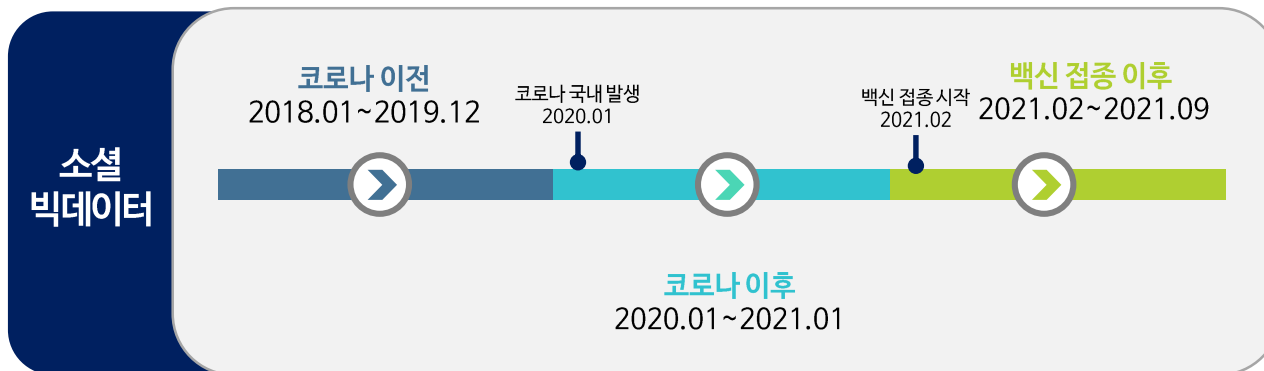 소셜
빅데이터
코로나 이전
2018.01~2019.12
코로나 국내 발생
2020.01
백신 접종 시작
2021.02
백신 접종 이후
2021.02~2021.09
코로나 이후
2020.01~2021.01